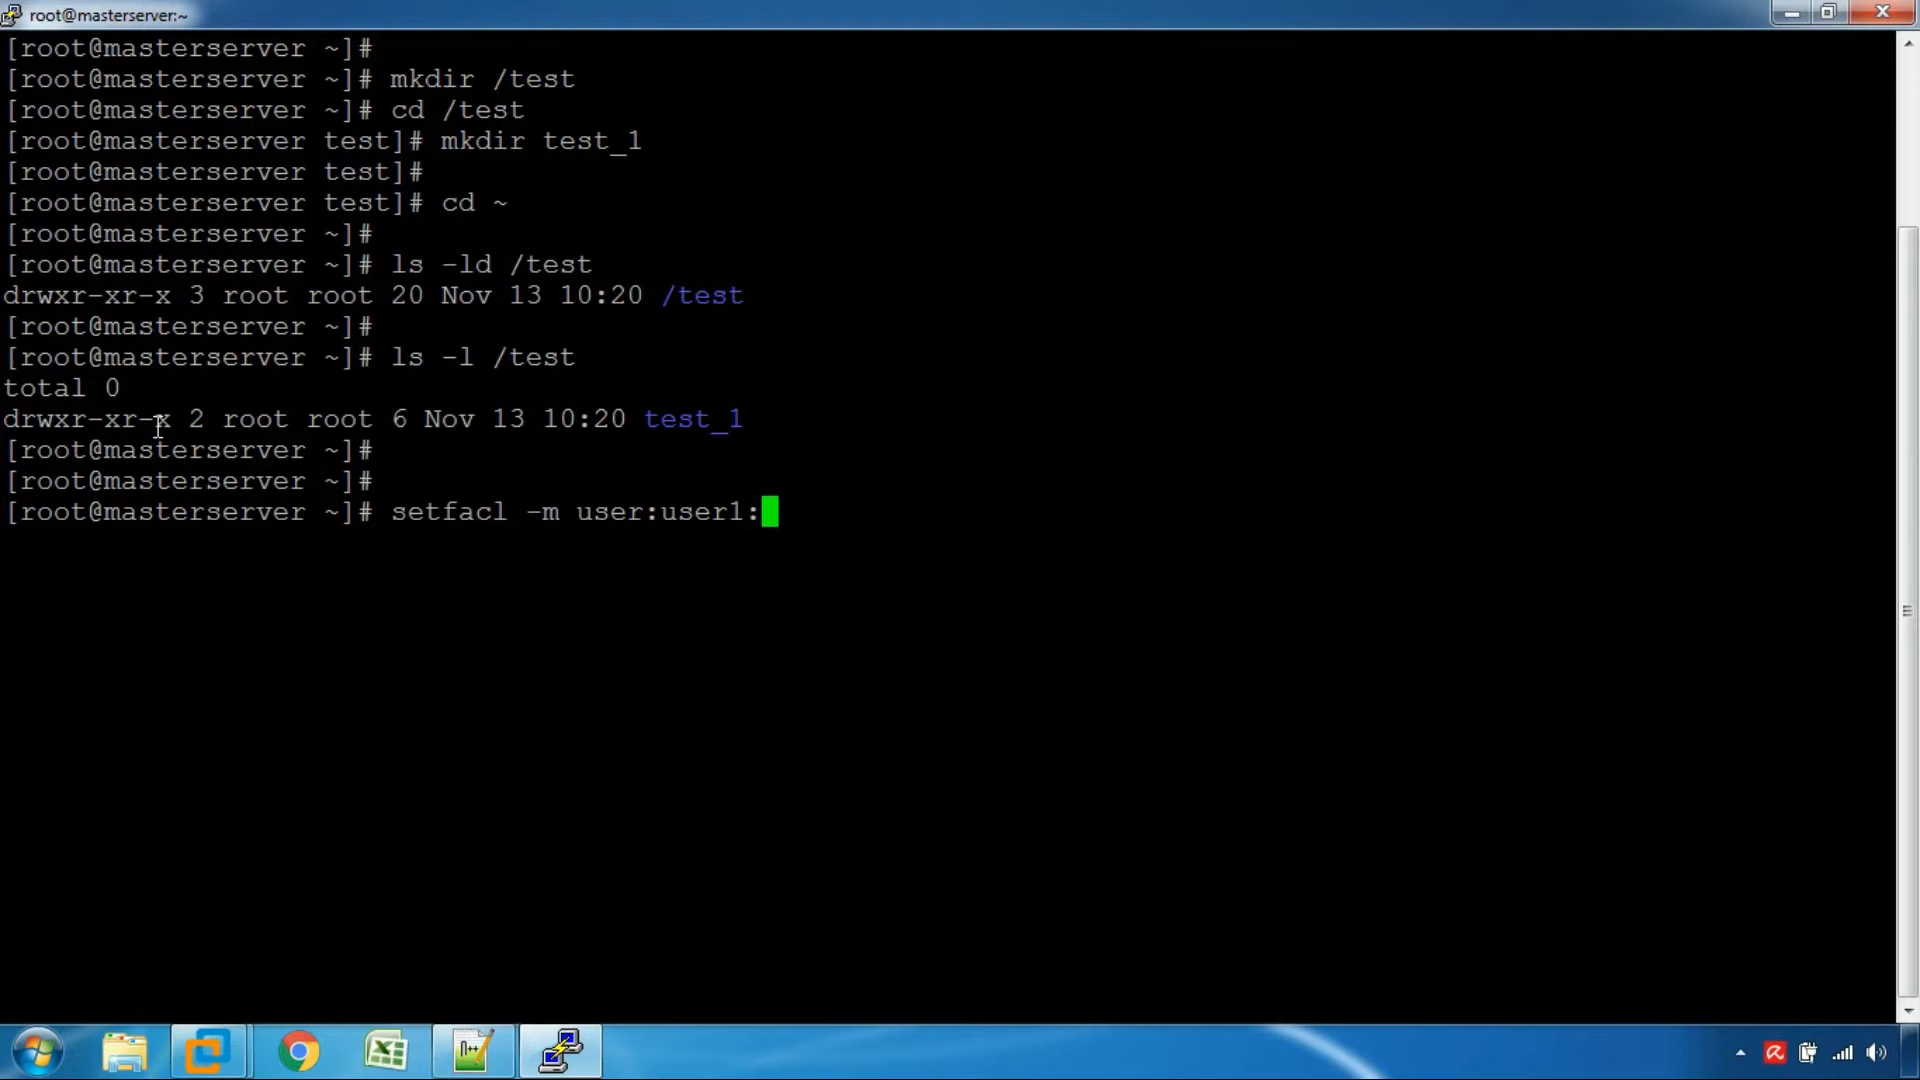 root@masterserver:~
[root@masterserver ~]#
[root@masterserver ~]# mkdir /test
[root@masterserver ~]# cd /test
[root@masterserver test]# mkdir test_1
[root@masterserver test]#
[root@masterserver test]# cd ~
[root@masterserver ~]#
[root@masterserver ~]# ls -ld /test
drwxr-xr-x 3 root root 20 Nov 13 10:20 /test
[root@masterserver ~]#
[root@masterserver ~]# ls -l /test
total 0
drwxr-xr-x 2 root root 6 Nov 13 10:20 test_1
[root@masterserver ~]#
[root@masterserver ~]#
[root@masterserver ~]# setfacl -m user:user1: